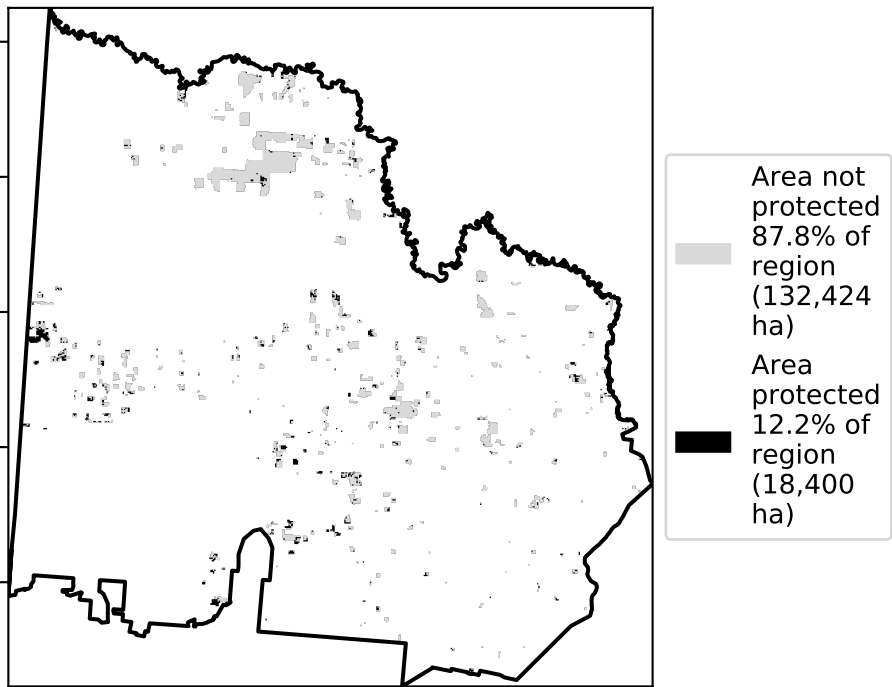 Area not
protected
87.8% of
region
(132,424
ha)
Area
protected
12.2% of
region
(18,400
ha)